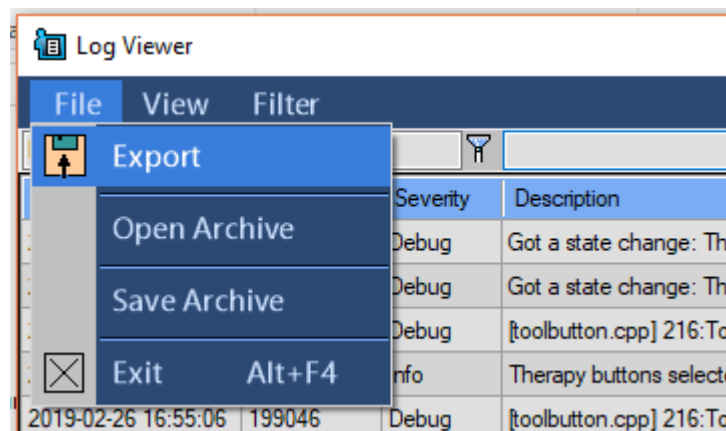 Log Viewer
File View Filter
Export
Severity Description
Open Archive
Debug Got a state change: Th
Debug Got a state change: Th
Save Archive
Debug [toolbutton.cpp] 216:To
Exit Alt+F4
nfo Therapy buttons select
2019-02-26 16:55:06 199046 Debug [toolbutton.cpp] 216:To